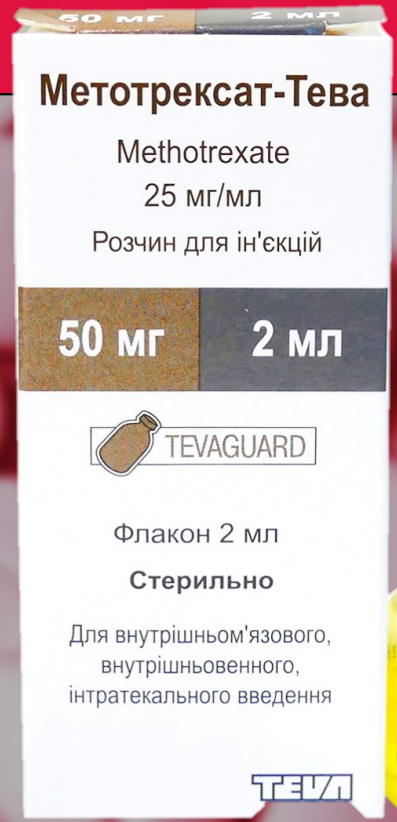 50 мг 2 мл
Метотрексат-Тева
Methotrexate
25 мг/мл
Розчин для ін'єкцій
50 мг 2 мл
TEVAGUARD
Флакон 2 мл
Стерильно
Для внутрішньом'язового,
внутрішньовенного,
інтратекального введення
TEVA